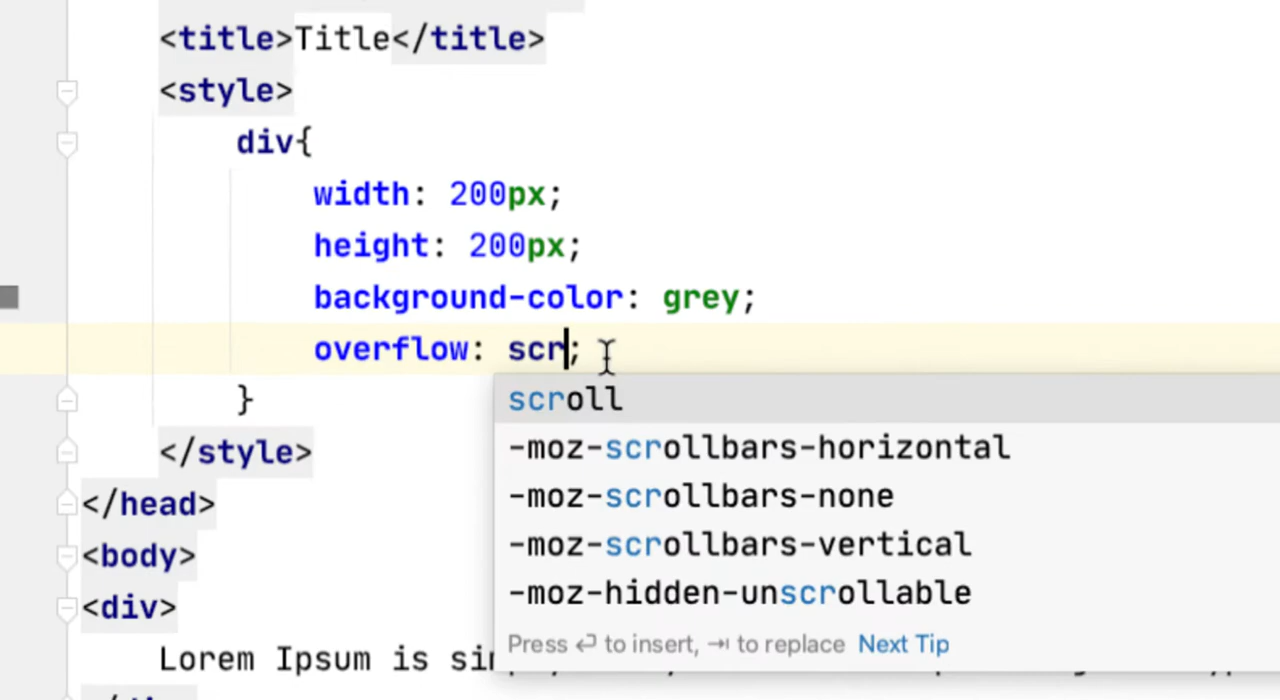 <title>Title</title>
<style>
div{
width: 200px;
height: 200px;
background-color: grey;
overflow: scr;
scroll
}
-moz-scrollbars-horizontal
</style>
-moz-scrollbars-none
</head>
-moz-scrollbars-vertical
<body>
-moz-hidden-unscrollable
<div>
Press ⏎ to insert, ⇥ to replace Next Tip
Lorem Ipsum is